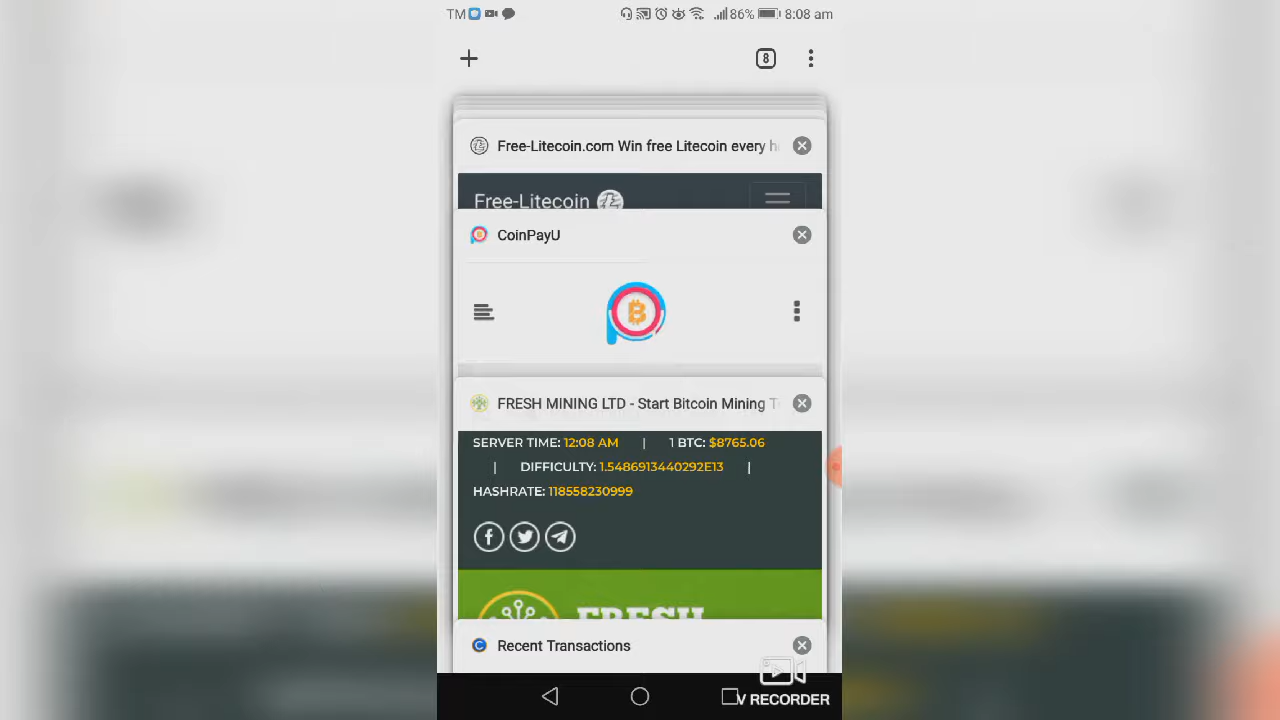 TM 86% 8:08 am
8
Free-Litecoin.com Win free Litecoin every h
Free-Litecoin
CoinPayU
FRESH MINING LTD - Start Bitcoin Mining T
SERVER TIME: 12:08 AM | 1 BTC: $8765.06
| DIFFICULTY: 1.5486913440292E13 |
HASHRATE: 118558230999
FRESH
Recent Transactions
V RECORDER